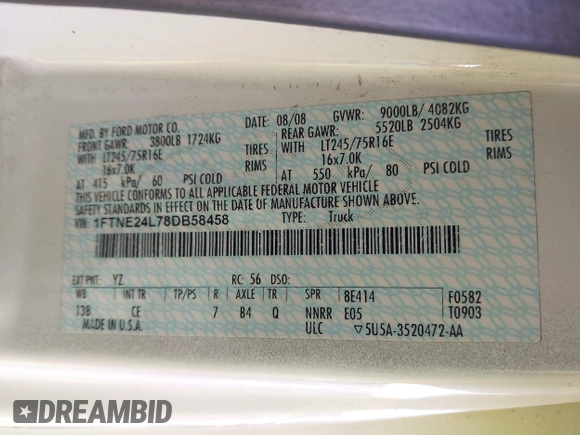 DATE: 08/08 GVWR: 9000LB/ 4082KG
MFD. BY FORD MOTOR CO.
FRONT GAWR: 3800LB 1724KG REAR GAWR: 5520LB 2504KG
WITH LT245/75R16E TIRES WITH LT245/75R16E TIRES
16x7.0K RIMS 16x7.0K RIMS
AT 415 kPa/ 60 PSI AT 550 kPa/ 80 PSI
THIS VEHICLE CONFORMS TO ALL APPLICABLE FEDERAL MOTOR VEHICLE
SAFETY STANDARDS IN EFFECT ON THE DATE OF MANUFACTURE SHOWN ABOVE.
VIN: 1FTNE24L78DB58458 TYPE: Truck
EXT PNT: YZ RC: 56 DSO:
WB INT TR TP/PS R AXLE TR SPR 8E414 F0582
138 CE 7 B4 Q NNRR E05 T0903
MADE IN U.S.A. ULC ▽5U5A-3520472-AA
DREAMBID